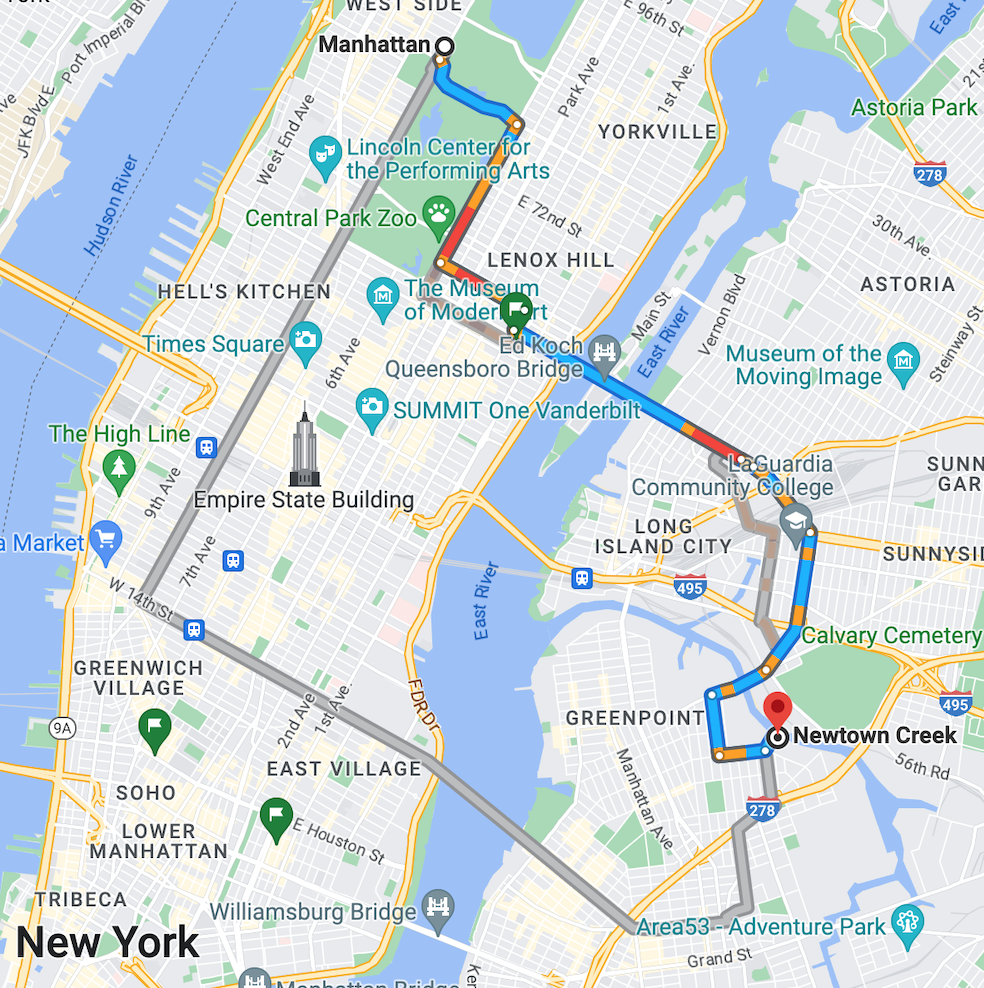 WEST SIDE
E 96th St
East
Manhattan
Port Imperial
JFK Blvd E
Park Ave
1st Ave.
Astoria Park
YORKVILLE
West End Ave
Lincoln Center for
the Performing Arts
278
Hudson River
Central Park Zoo
E 72nd St
30th Ave.
LENOX HILL
HELL'S KITCHEN
The Museum
of Modern Art
ASTORIA
Main St
Vernon Blvd
East River
Steinway St
Times Square
6th Ave
Ed Koch
Queensboro Bridge
Museum of the
Moving Image
SUMMIT One Vanderbilt
The High Line
LaGuardia
Community College
SUNN
GAR
9th Ave
Empire State Building
LONG
ISLAND CITY
a Market
7th Ave
SUNNYSID
W 14th St
East River
495
Calvary Cemetery
GREENWICH
VILLAGE
2nd Ave
1st Ave.
FDR Dr
495
9A
GREENPOINT
Newtown Creek
EAST VILLAGE
Manhattan Ave
56th Rd
SOHO
278
LOWER
MANHATTAN
E Houston St
TRIBECA
Williamsburg Bridge
Area53 - Adventure Park
New York
Grand St
Ken
Manhattan Bridge